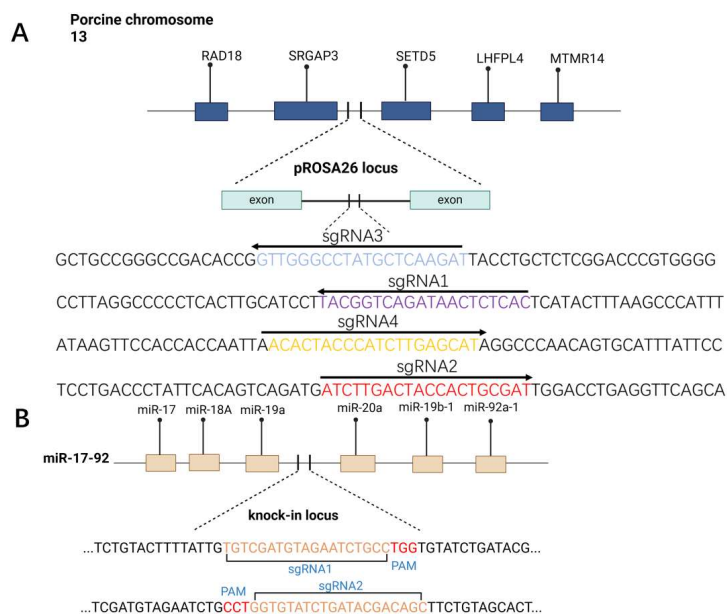 A
Porcine chromosome
13
RAD18 SRGAP3 SETD5 LHFPL4 MTMR14
pROSA26 locus
exon exon
sgRNA3
GCTGCCGGGCCGACACCGGTTGGGCCTATGCTCAAGATTACCTGCTCTCGGACCCGTGGGG
sgRNA1
CCTTAGGCCCCCTCACTTGCATCCTTACGGTCAGATAACTCTCACTCATACTTTAAGCCCATTT
sgRNA4
ATAAGTTCCACCACCAATTAACACTACCCATCTTGAGCATAGGCCCAACAGTGCATTTATTCC
sgRNA2
TCCTGACCCTATTCACAGTCAGATGATCTTGACTACCACTGCGATTGGACCTGAGGTTCAGCA
B
miR-17 miR-18A miR-19a miR-20a miR-19b-1 miR-92a-1
miR-17-92
knock-in locus
...TCTGTACTTTTATTGTGTCGATGTAGAATCTGCCTGGTGTATCTGATACG...
sgRNA1 PAM
PAM sgRNA2
...TCGATGTAGAATCTGCCTGGTGTATCTGATACGACAGCTTCTGTAGCACT...